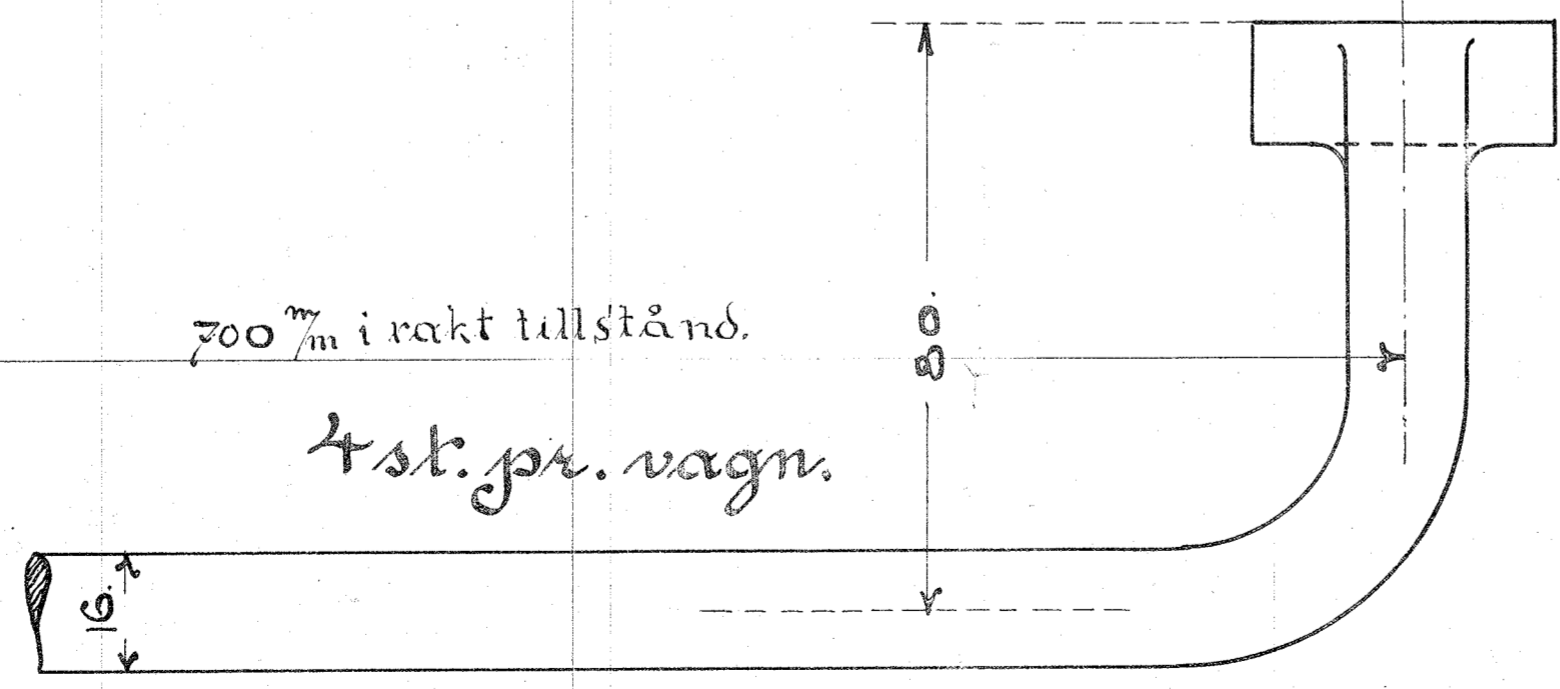 700 m/m i rakt tillstånd.
80.
4 st. pr. vagn.
16.